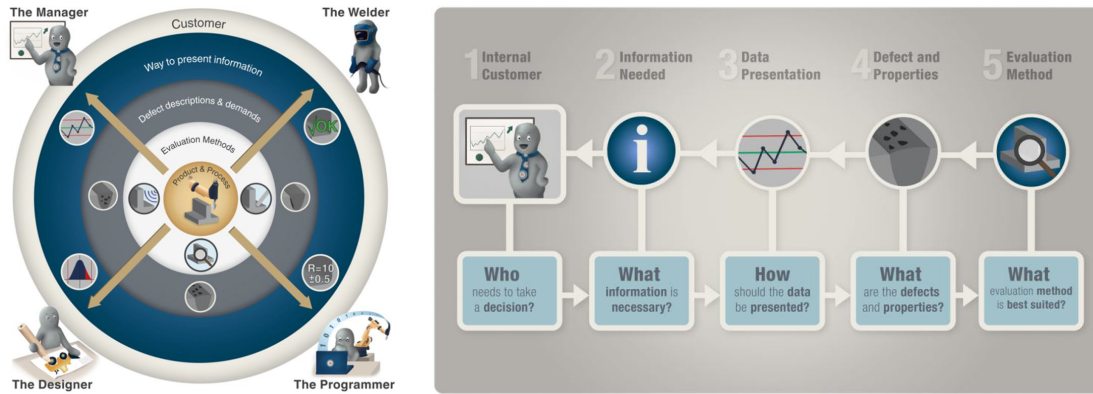 The Manager
The Welder
Customer
Way to present information
Defect descriptions & demands
Evaluation Methods
Product & Process
OK
R=10
±0.5
The Designer
The Programmer
1 Internal
Customer
2 Information
Needed
3 Data
Presentation
4 Defect and
Properties
5 Evaluation
Method
i
Who
needs to take
a decision?
What
information is
necessary?
How
should the data
be presented?
What
are the defects
and properties?
What
evaluation method
is best suited?